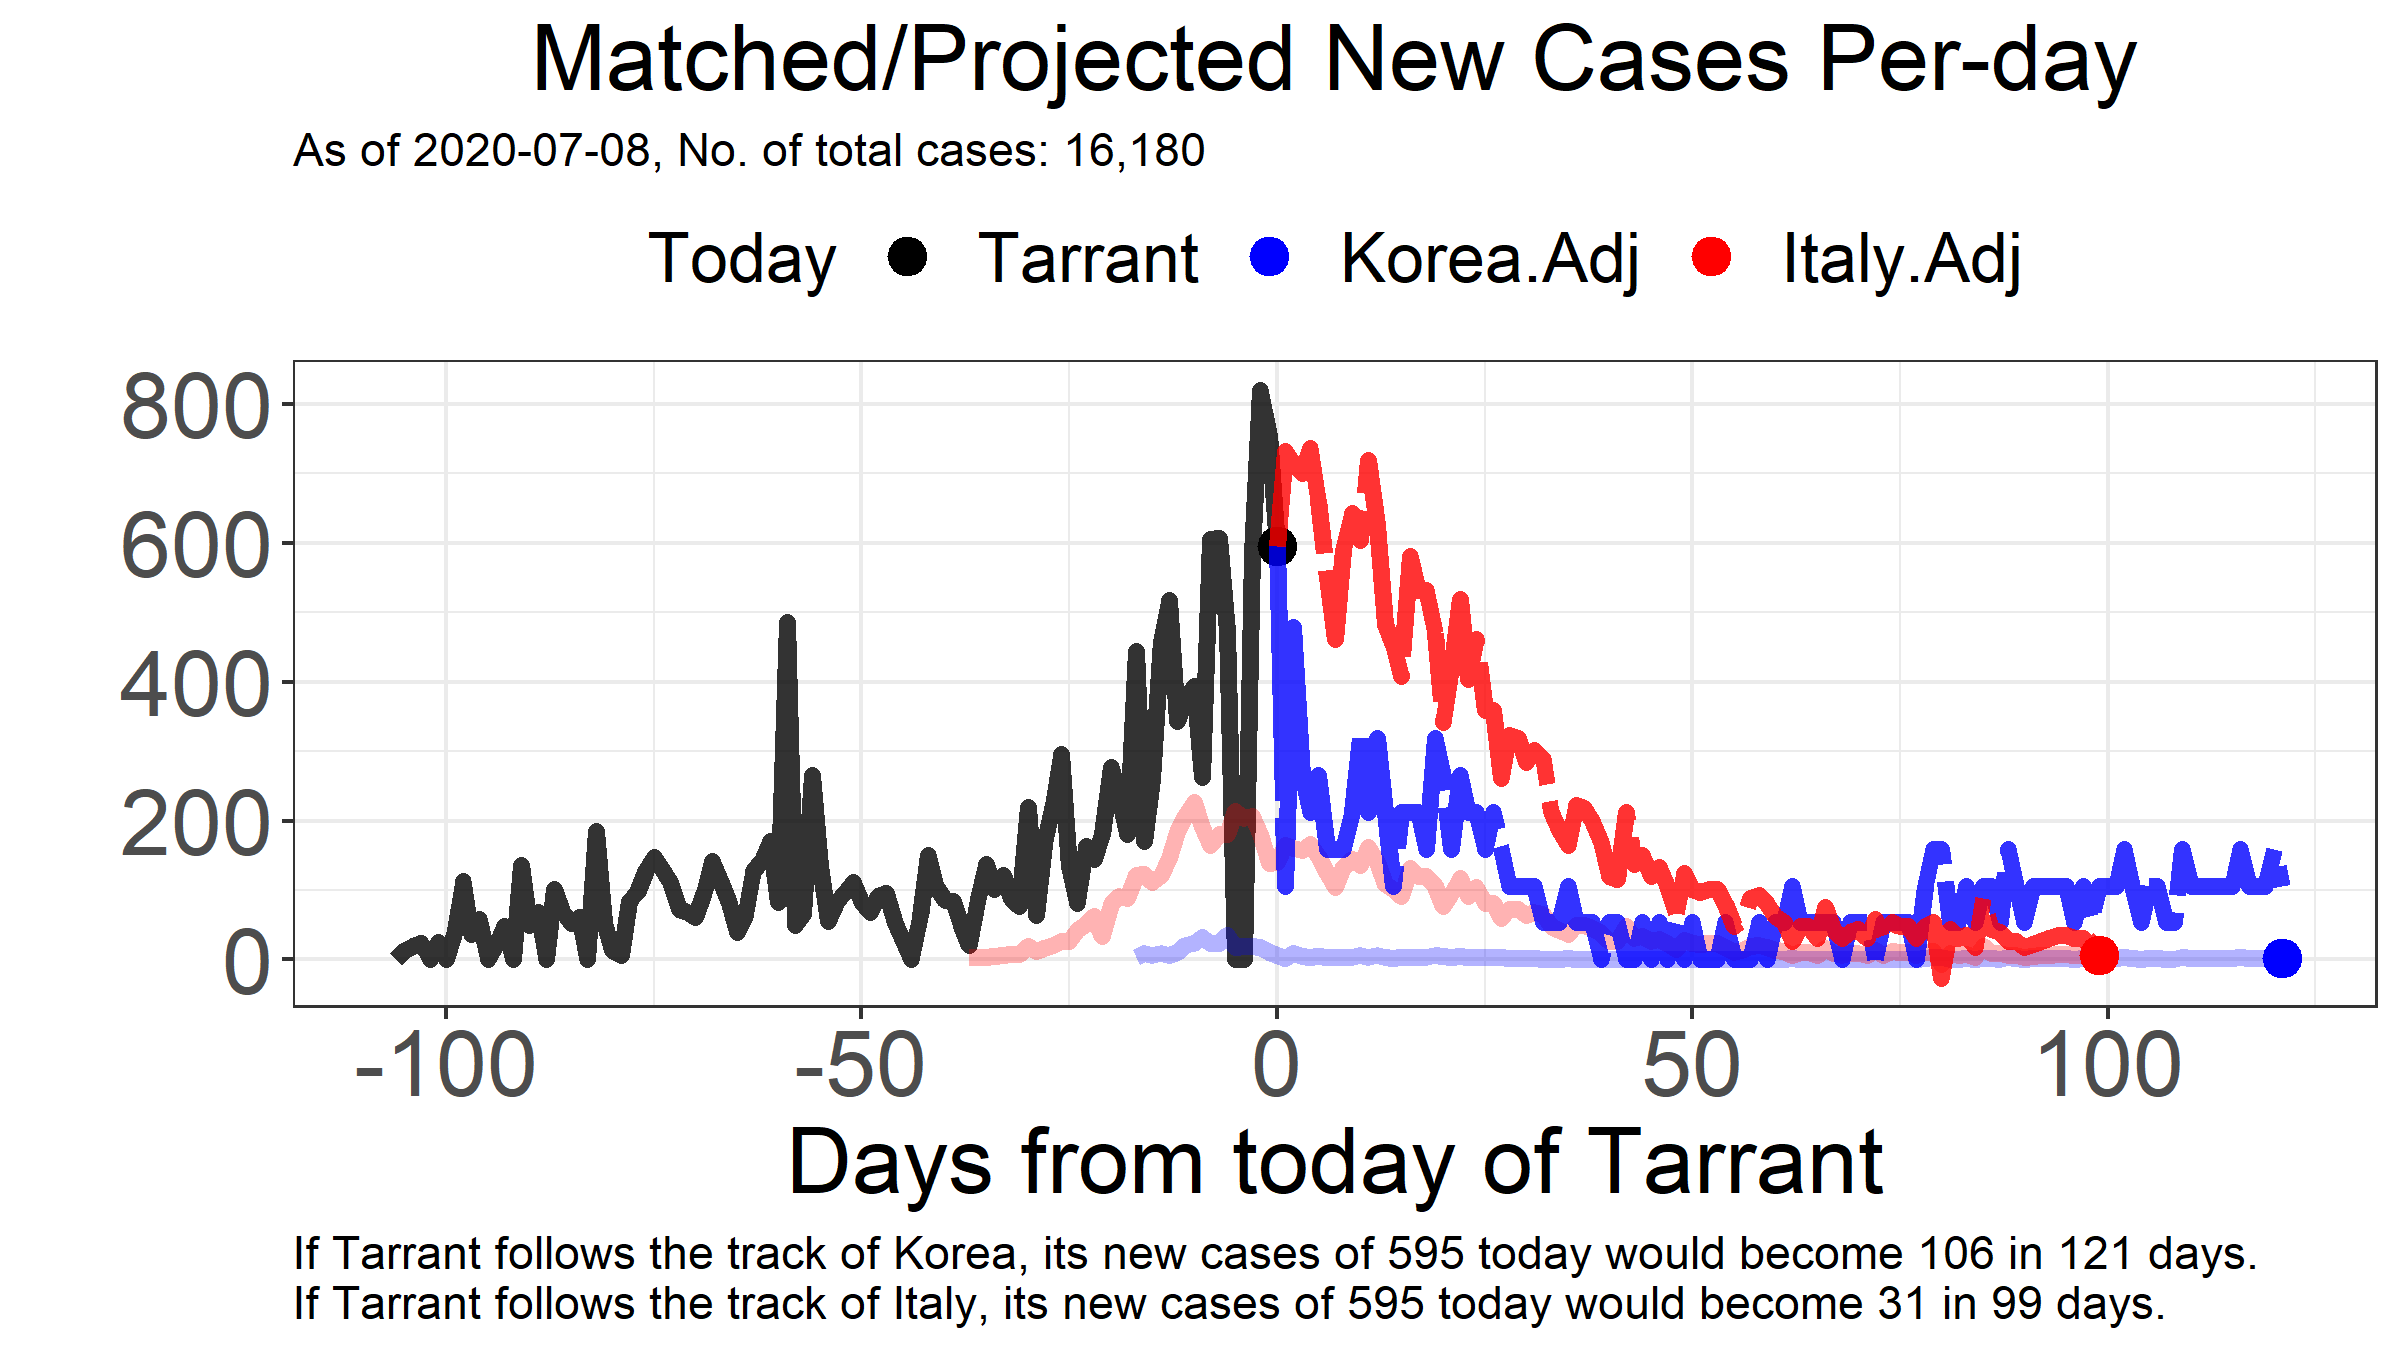 Matched/Projected New Cases Per-day
As of 2020-07-08, No. of total cases: 16,180
Today Tarrant Korea.Adj Italy.Adj
800
600
400
200
0
-100 -50 0 50 100
Days from today of Tarrant
If Tarrant follows the track of Korea, its new cases of 595 today would become 106 in 121 days.
If Tarrant follows the track of Italy, its new cases of 595 today would become 31 in 99 days.